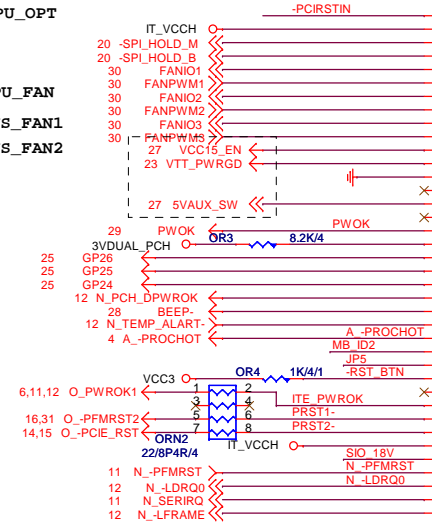 PU_OPT
-PCIRSTIN
IT_VCCH
20 -SPI_HOLD_M
20 -SPI_HOLD_B
30 FANIO1
30 FANPWM1
PU_FAN
30 FANIO2
30 FANPWM2
S_FAN1
30 FANIO3
30 FANPWM3
S_FAN2
27 VCC15_EN
23 VTT_PWRGD
27 5VAUX_SW
29 PWOK
PWOK
3VDUAL_PCH OR3 8.2K/4
25 GP26
25 GP25
25 GP24
12 N_PCH_DPWROK
28 BEEP-
12 N_TEMP_ALART-
4 A_-PROCHOT
A_-PROCHOT
MB_ID2
JP5
VCC3 OR4 1K/4/1 -RST_BTN
6,11,12 O_PWROK1 1 2
ITE_PWROK
3 4
16,31 O_-PFMRST2 5 6 PRST1-
14,15 O_-PCIE_RST 7 8 PRST2-
ORN2
22/8P4R/4
IT_VCCH
SIO_18V
11 N_-PFMRST
N_-PFMRST
12 N_-LDRQ0
N_-LDRQ0
11 N_SERIRQ
12 N_-LFRAME